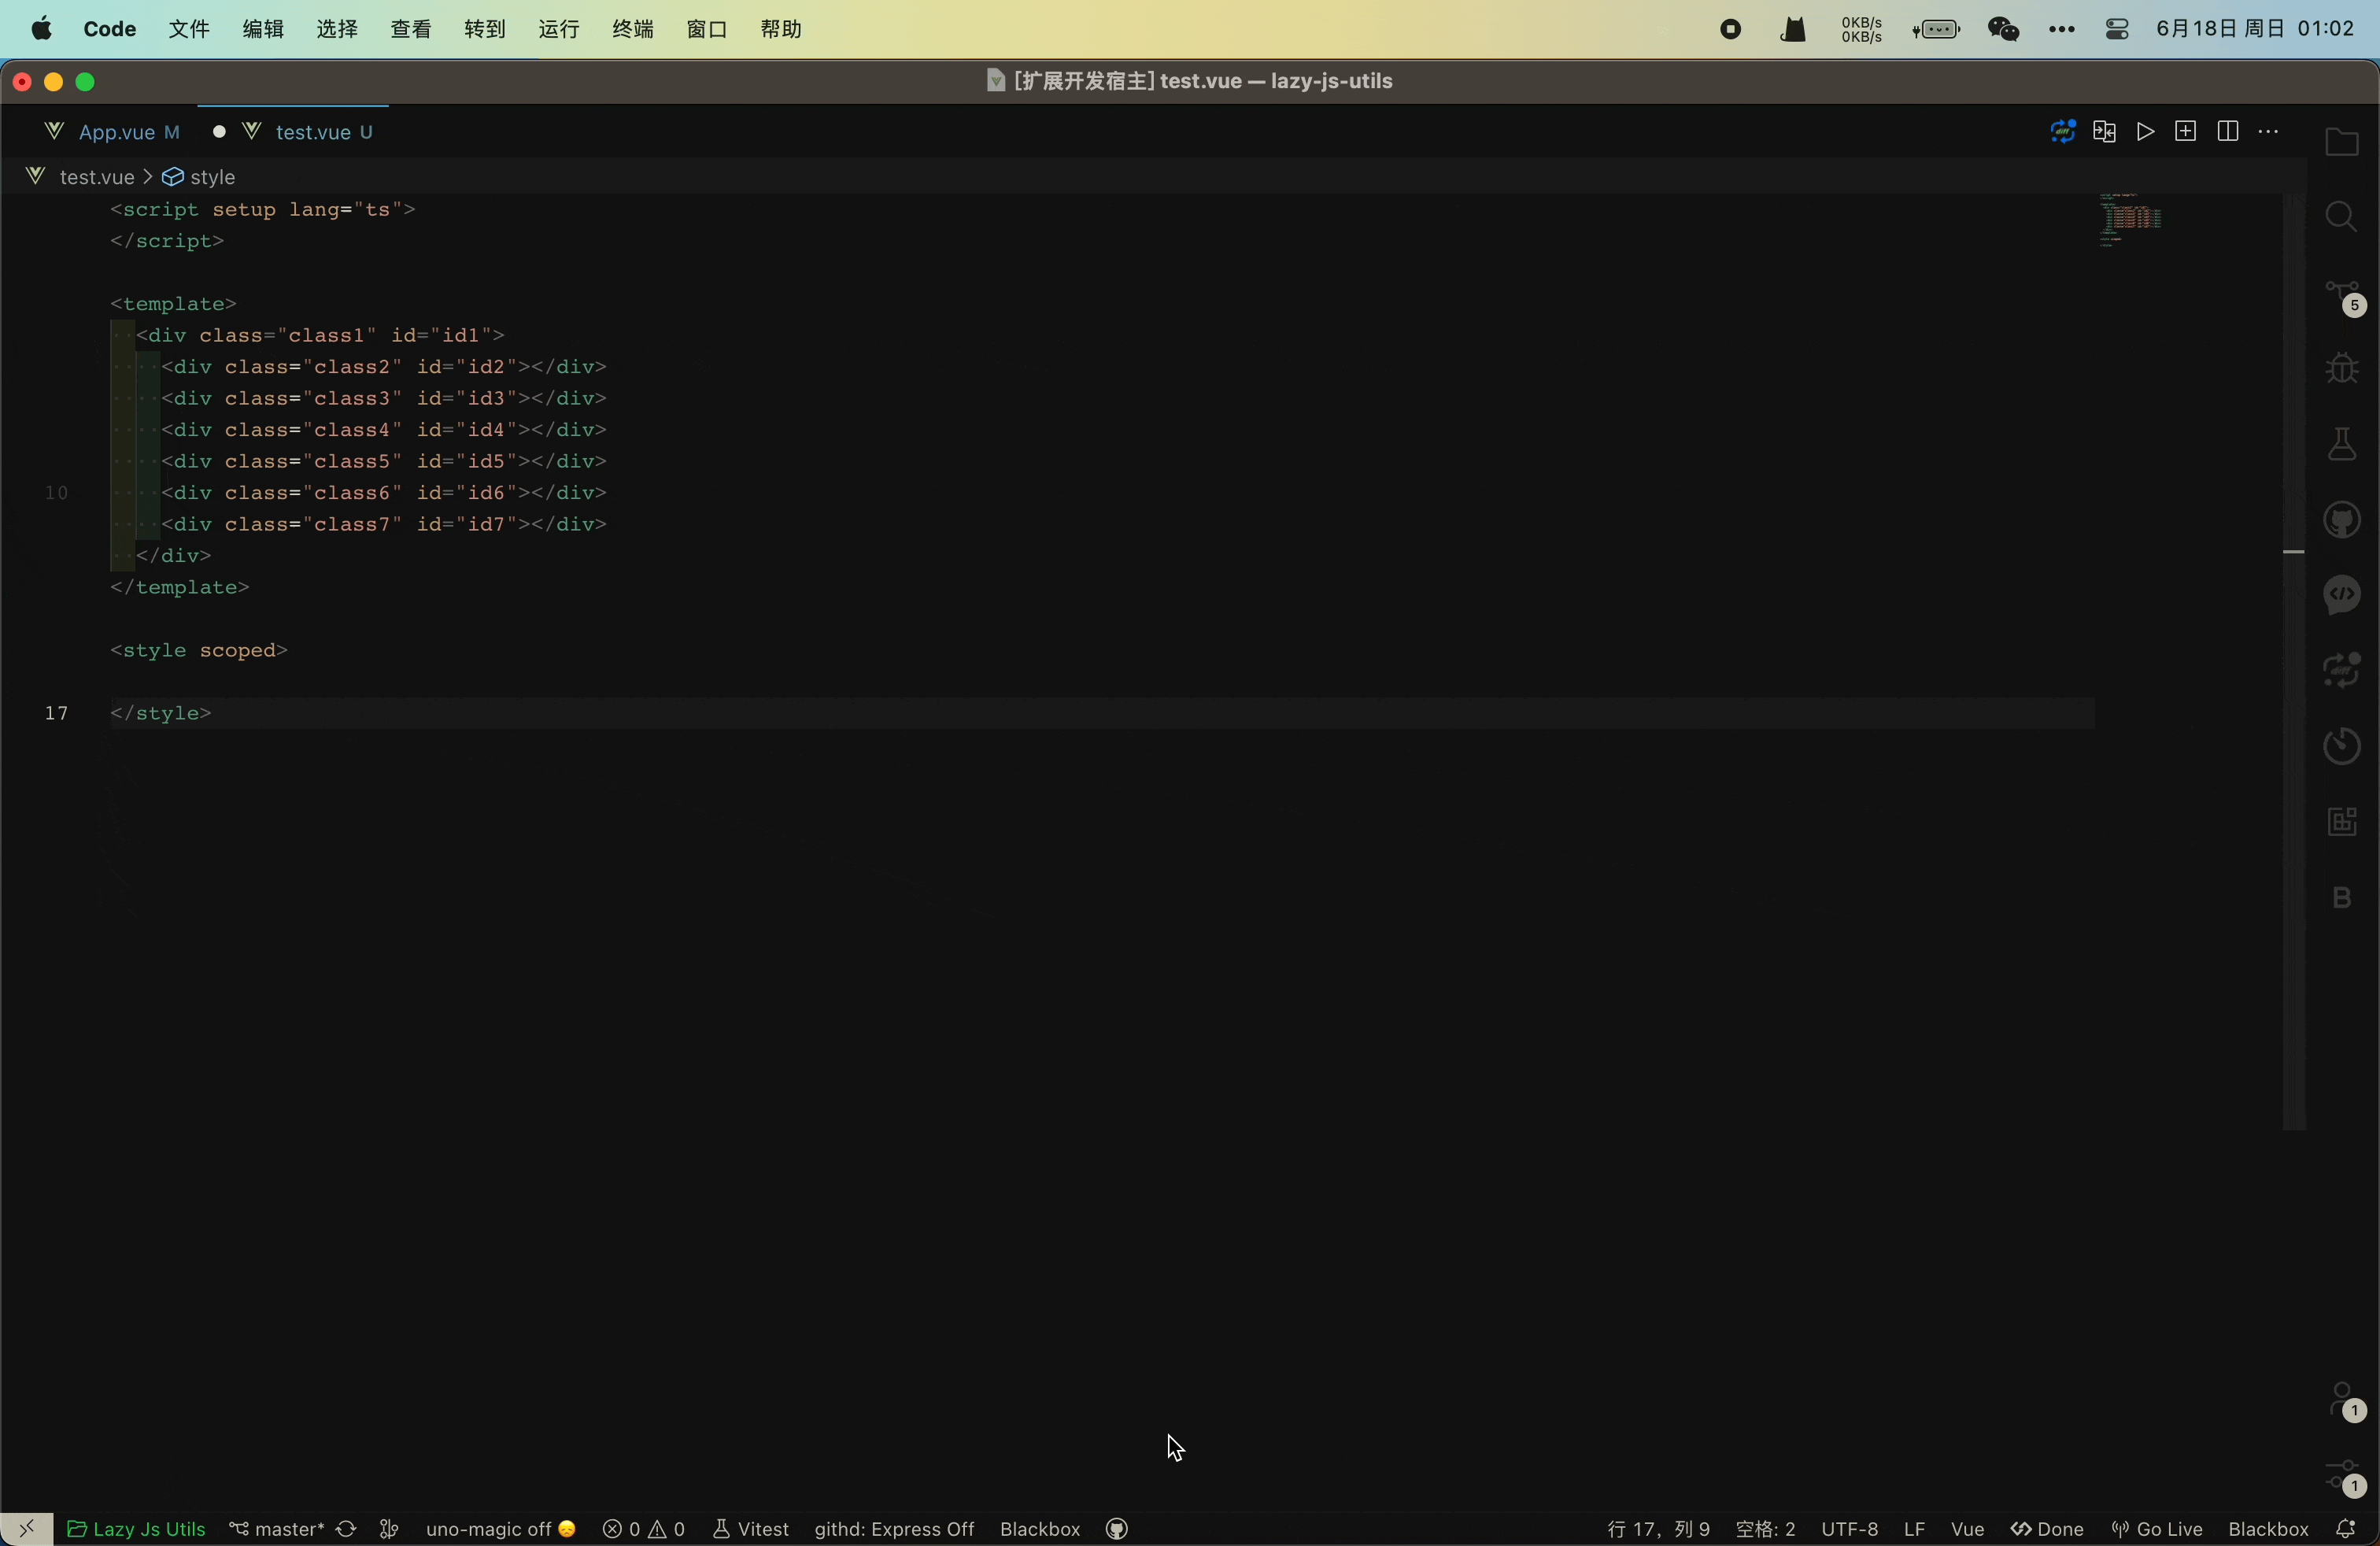 Code 文件 编辑 选择 查看 转到 运行 终端 窗口 帮助 0KB/s 0KB/s 6月18日 周日 01:02
[扩展开发宿主] test.vue — lazy-js-utils
App.vue M test.vue U
test.vue > style
<script setup lang="ts">
</script>
<template>
<div class="class1" id="id1">
<div class="class2" id="id2"></div>
<div class="class3" id="id3"></div>
<div class="class4" id="id4"></div>
<div class="class5" id="id5"></div>
10 <div class="class6" id="id6"></div>
<div class="class7" id="id7"></div>
</div>
</template>
<style scoped>
17 </style>
5
diff
B
1
1
Lazy Js Utils master* uno-magic off 0 0 Vitest githd: Express Off Blackbox 行 17, 列 9 空格: 2 UTF-8 LF Vue Done Go Live Blackbox